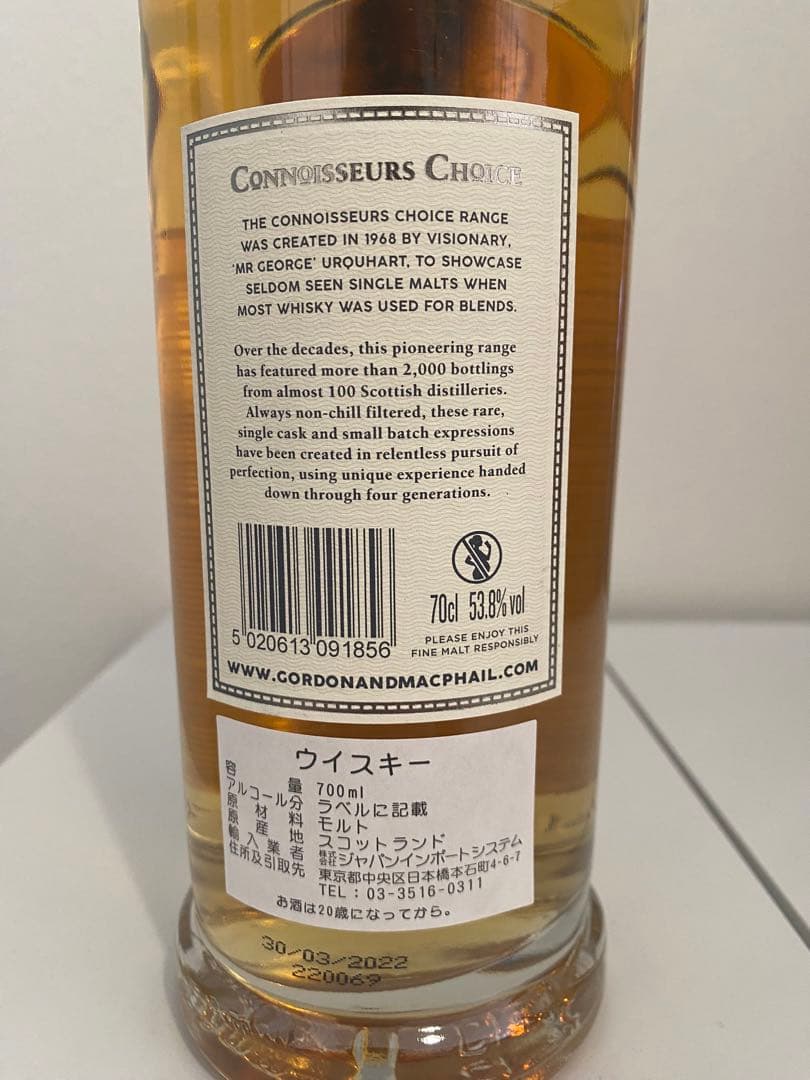 CONNOISSEURS CHOICE
THE CONNOISSEURS CHOICE RANGE
WAS CREATED IN 1968 BY VISIONARY,
'MR GEORGE' URQUHART, TO SHOWCASE
SELDOM SEEN SINGLE MALTS WHEN
MOST WHISKY WAS USED FOR BLENDS.
Over the decades, this pioneering range
has featured more than 2,000 bottlings
from almost 100 Scottish distilleries.
Always non-chill filtered, these rare,
single cask and small batch expressions
have been created in relentless pursuit of
perfection, using unique experience handed
down through four generations.
5 020613 091856
70cl 53.8% vol
PLEASE ENJOY THIS
FINE MALT RESPONSIBLY
WWW.GORDONANDMACPHAIL.COM
ウイスキー
容量 700ml
アルコール分 ラベルに記載
原材料 モルト
原産地 スコットランド
輸入業者 株式会社ジャパンインポートシステム
住所及引取先 東京都中央区日本橋本石町4-6-7
TEL：03-3516-0311
お酒は20歳になってから。
30/03/2022
220069